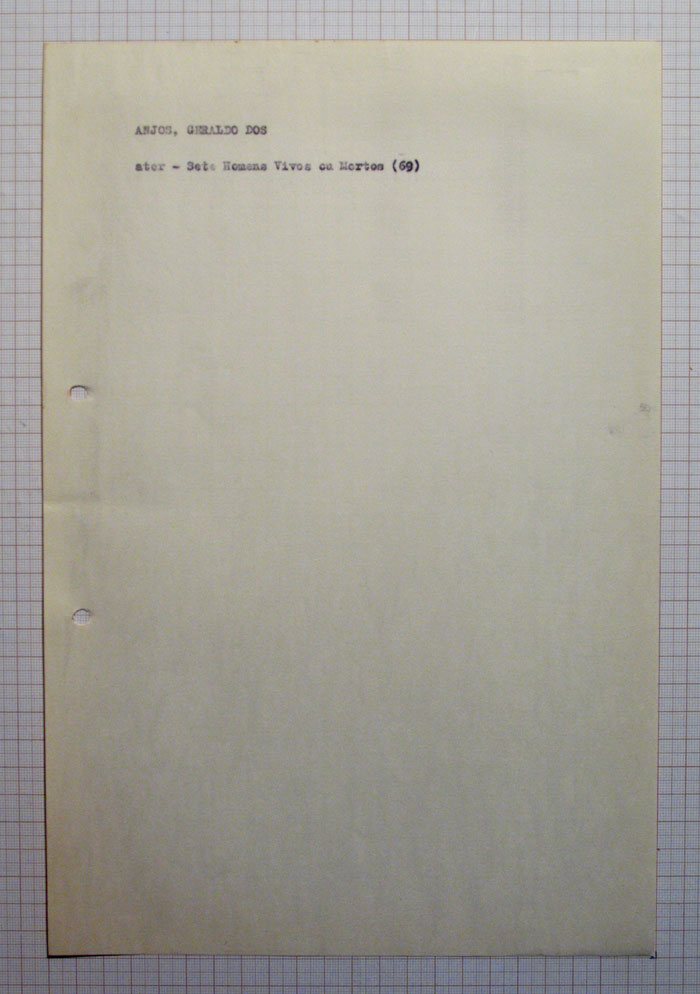 ANJOS, GERALDO DOS
ator - Sete Homens Vivos ou Mortos (69)